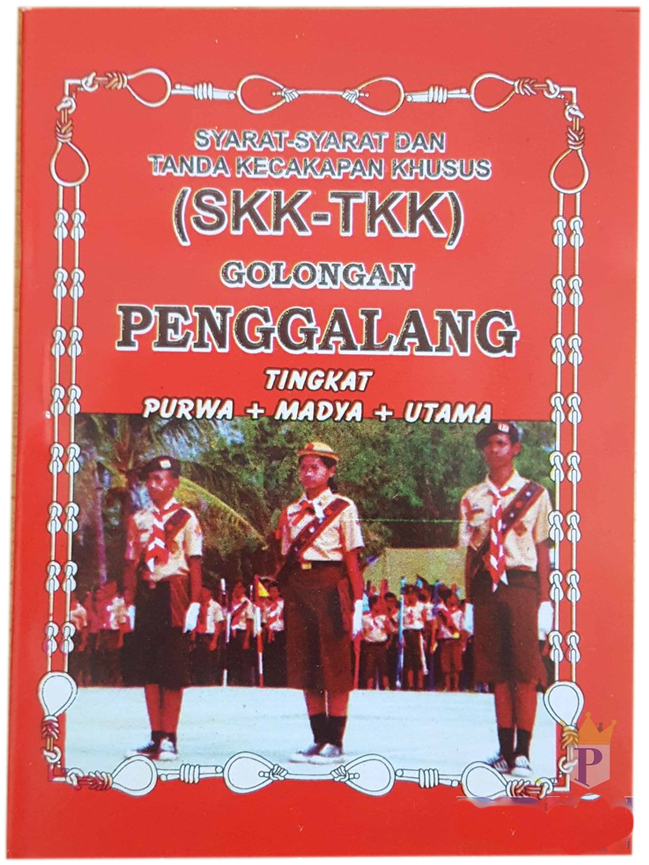 SYARAT-SYARAT DAN
TANDA KECAKAPAN KHUSUS
(SKK-TKK)
GOLONGAN
PENGGALANG
TINGKAT
PURWA + MADYA + UTAMA
P